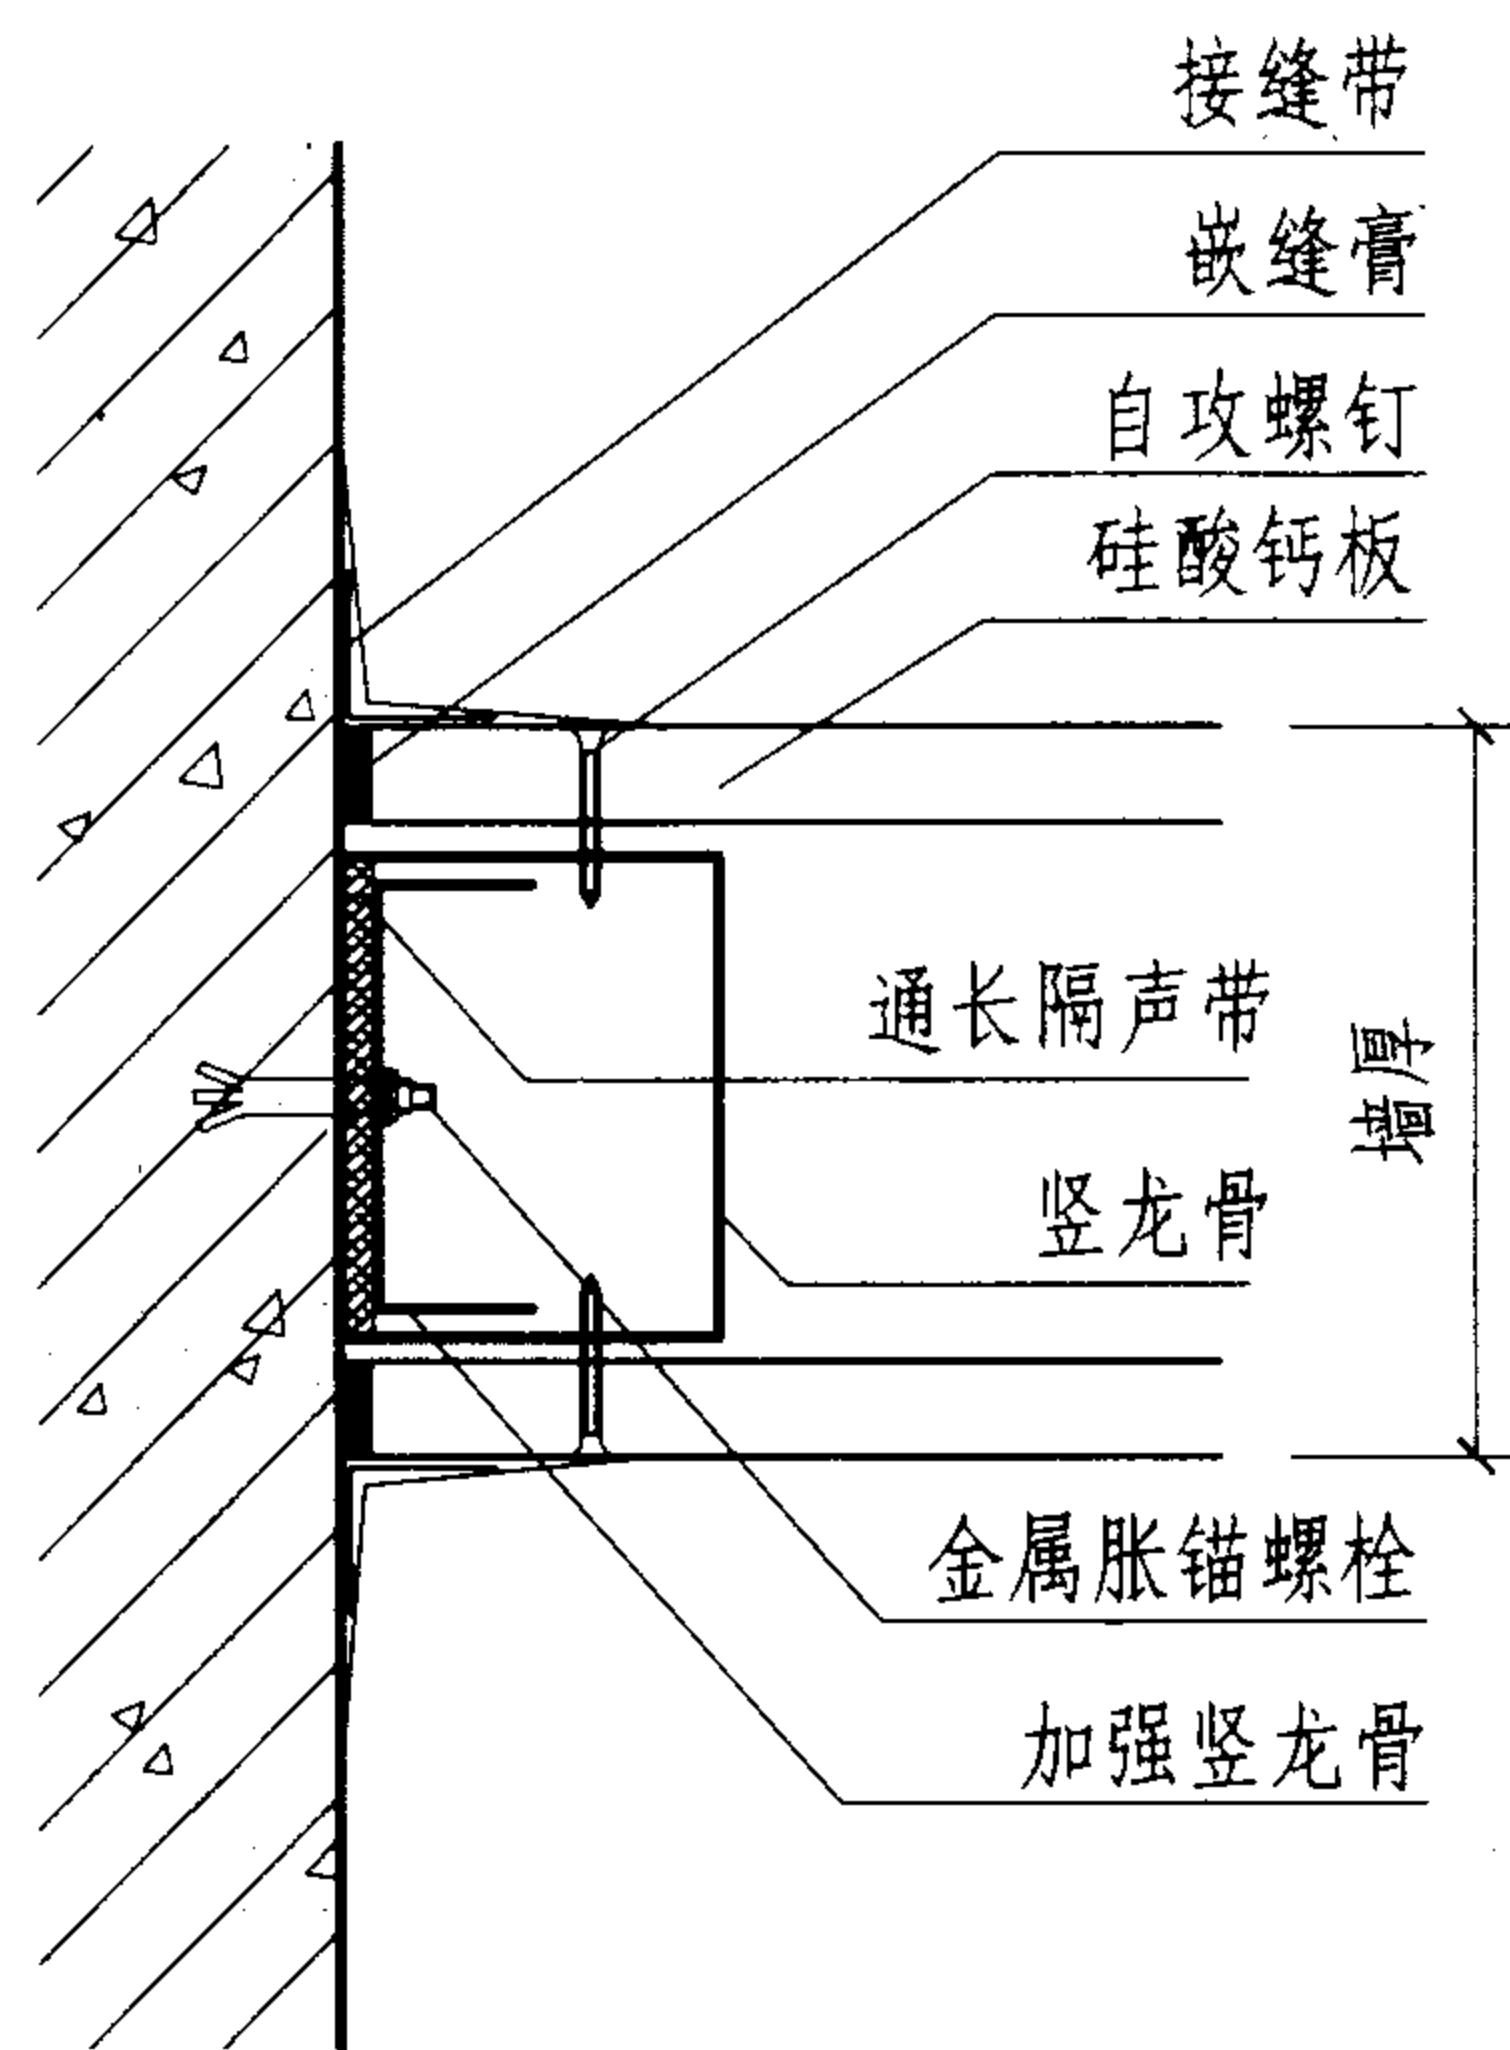 接缝带
嵌缝膏
自攻螺钉
硅酸钙板
通长隔声带
墙厚
竖龙骨
金属胀锚螺栓
加强竖龙骨